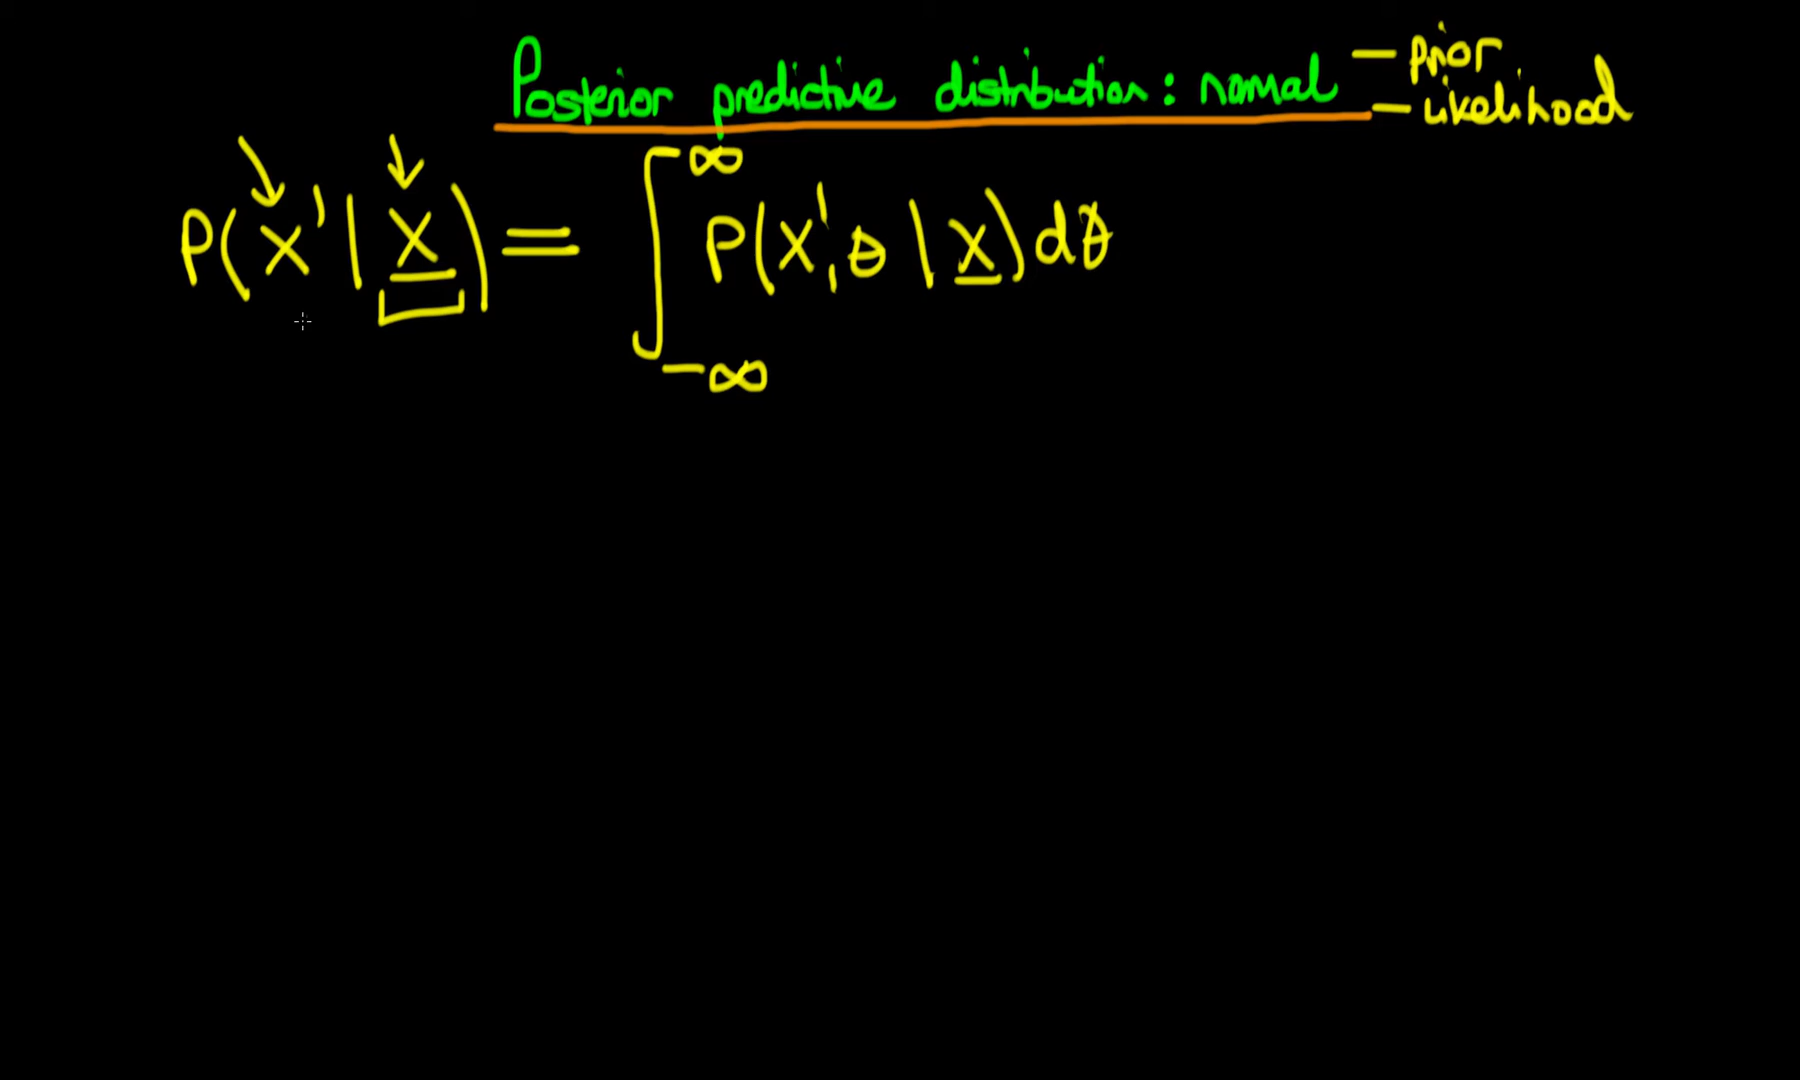 Posterior predictive distribution: normal — prior
— Likelihood
P(X' | X) = ∫_{-∞}^{∞} P(X', θ | X) dθ